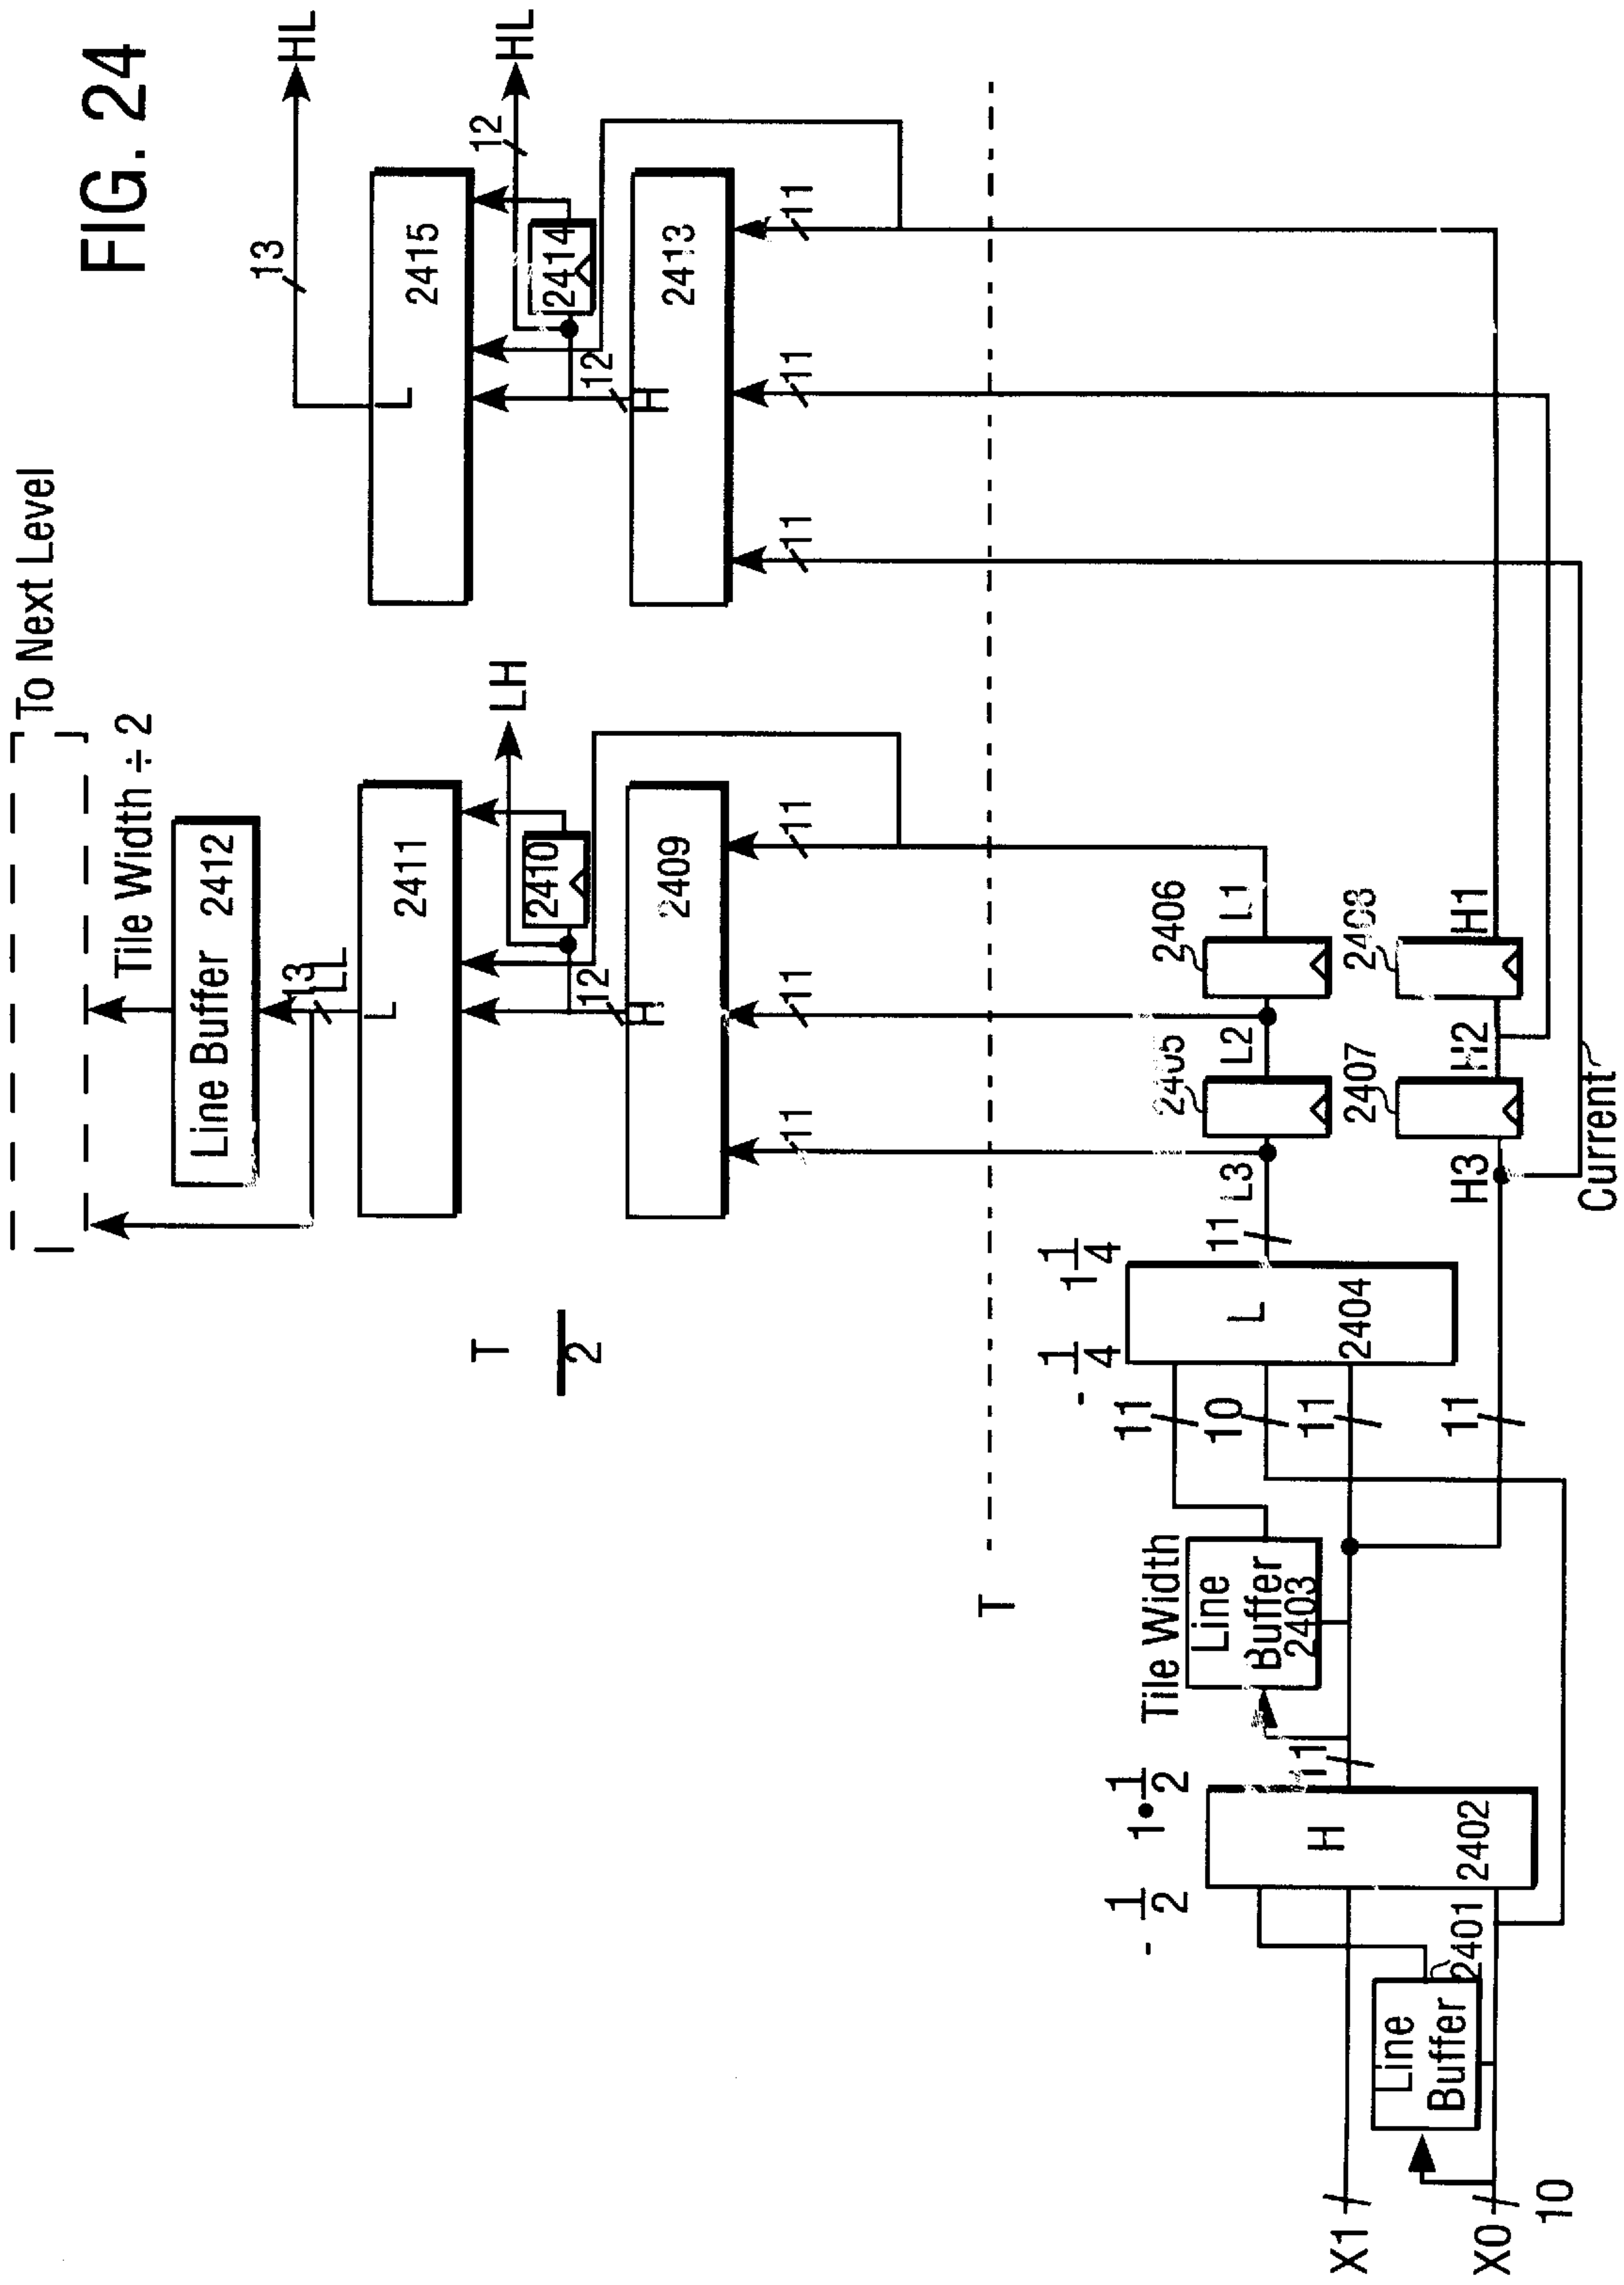 FIG. 24
To Next Level
Tile Width ÷ 2
Line Buffer 2412
13
LL
L
2411
LH
2410
12
H
2409
11
11
11
13
HL
L
2415
12
HL
2414
12
H
2413
11
11
11
T
2
T
X1
X0
10
Line
Buffer
2401
- 1/2 1• 1/2
H
2402
11
Tile Width
Line
Buffer
2403
11
10
11
11
- 1/4 1 1/4
L
2404
11
L3
2405
L2
2406
L1
H3
2407
H2
2408
H1
Current